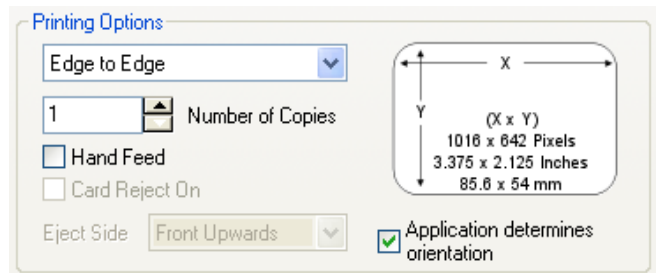 Printing Options
Edge to Edge
1
Number of Copies
Hand Feed
Card Reject On
Eject Side
Front Upwards
X
Y
(X x Y)
1016 x 642 Pixels
3.375 x 2.125 Inches
85.6 x 54 mm
Application determines
orientation